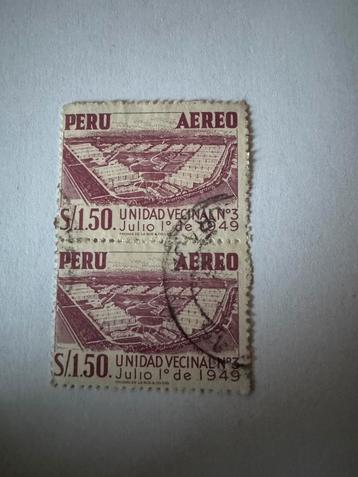 PERU AEREO
S/1.50. UNIDAD VECINAL Nº3
Julio 1º de 1949
PERU AEREO
S/1.50. UNIDAD VECINAL Nº3
Julio 1º de 1949